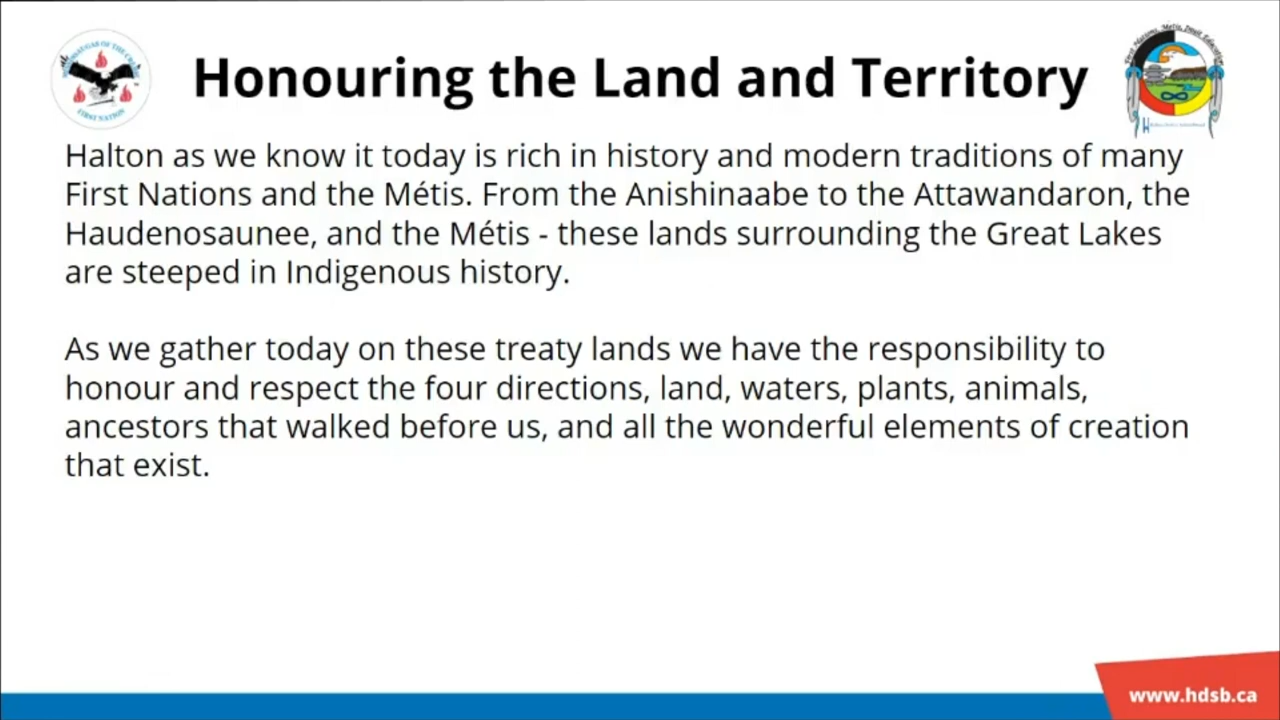 Honouring the Land and Territory
FIRST NATION
Halton as we know it today is rich in history and modern traditions of many
First Nations and the Métis. From the Anishinaabe to the Attawandaron, the
Haudenosaunee, and the Métis - these lands surrounding the Great Lakes
are steeped in Indigenous history.
As we gather today on these treaty lands we have the responsibility to
honour and respect the four directions, land, waters, plants, animals,
ancestors that walked before us, and all the wonderful elements of creation
that exist.
www.hdsb.ca